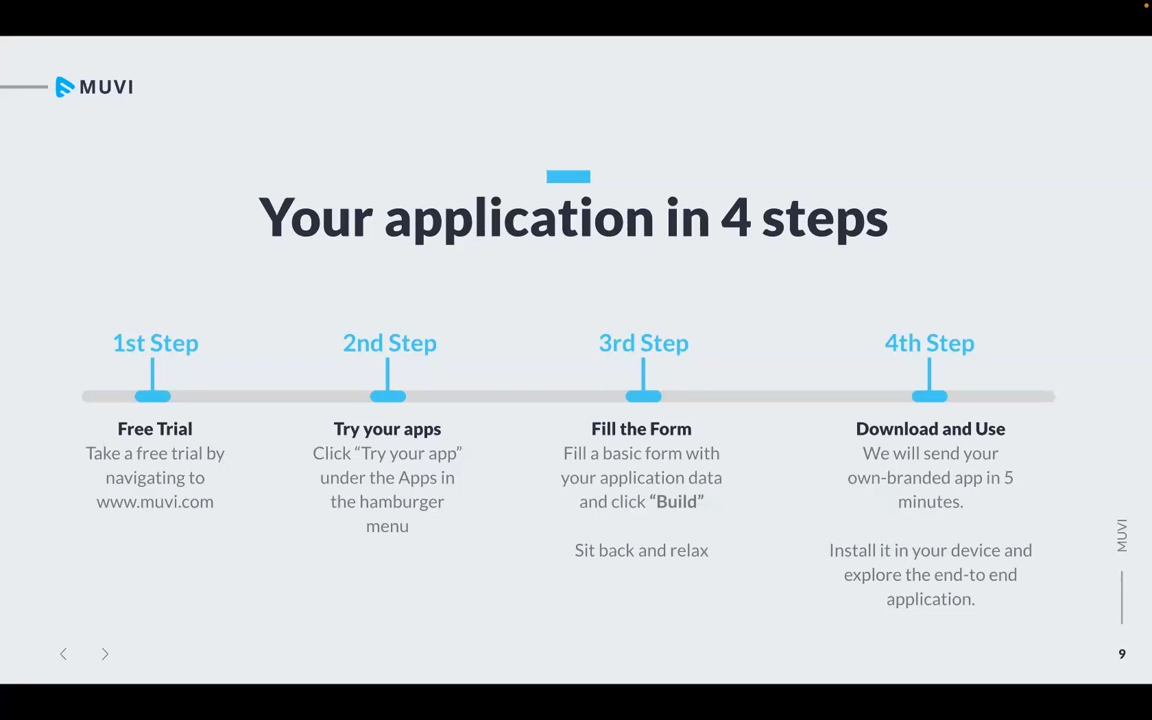 MUVI
Your application in 4 steps
1st Step
Free Trial
Take a free trial by
navigating to
www.muvi.com
2nd Step
Try your apps
Click “Try your app”
under the Apps in
the hamburger
menu
3rd Step
Fill the Form
Fill a basic form with
your application data
and click “Build”
Sit back and relax
4th Step
Download and Use
We will send your
own-branded app in 5
minutes.
Install it in your device and
explore the end-to end
application.
MUVI
9